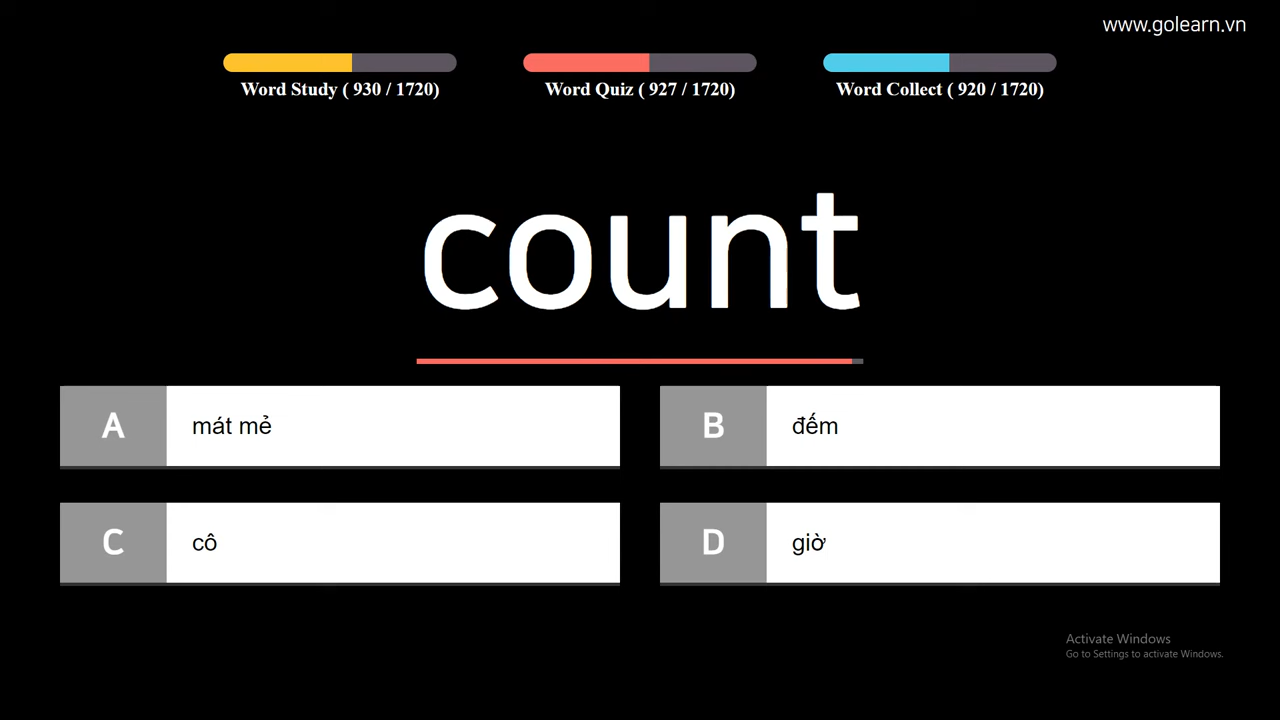 www.golearn.vn
Word Study ( 930 / 1720)
Word Quiz ( 927 / 1720)
Word Collect ( 920 / 1720)
count
A mát mẻ
B đếm
C cô
D giờ
Activate Windows
Go to Settings to activate Windows.